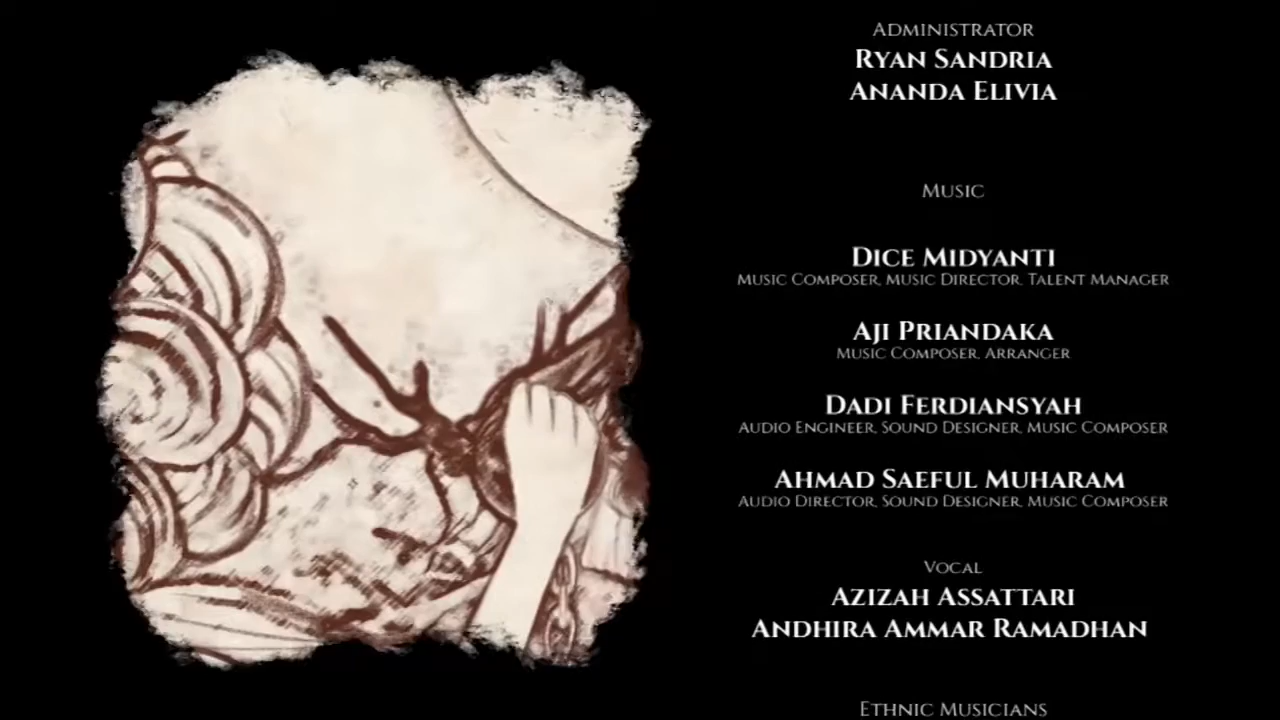 Administrator
Ryan Sandria
Ananda Elivia
Music
Dice Midyanti
Music Composer, Music Director, Talent Manager
Aji Priandaka
Music Composer, Arranger
Dadi Ferdiansyah
Audio Engineer, Sound Designer, Music Composer
Ahmad Saeful Muharam
Audio Director, Sound Designer, Music Composer
Vocal
Azizah Assattari
Andhira Ammar Ramadhan
Ethnic Musicians